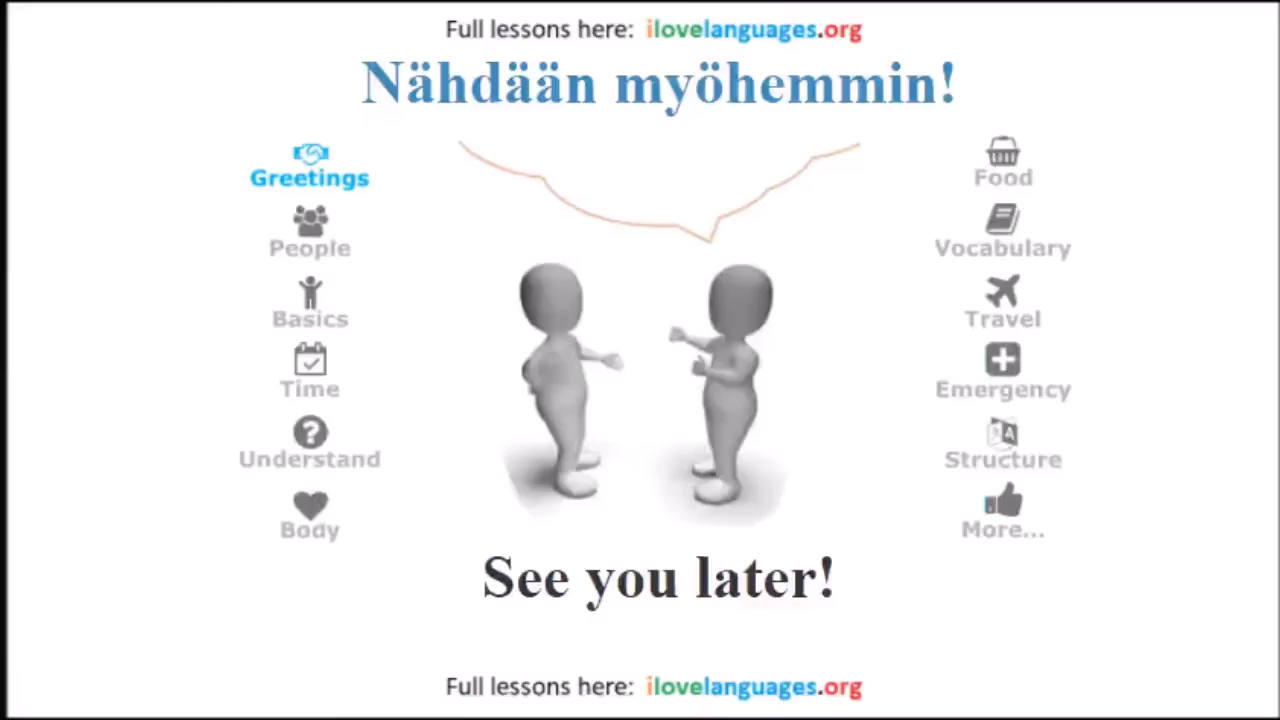 Full lessons here: ilovelanguages.org
Nähdään myöhemmin!
Greetings
People
Basics
Time
Understand
Body
Food
Vocabulary
Travel
Emergency
Structure
More...
See you later!
Full lessons here: ilovelanguages.org